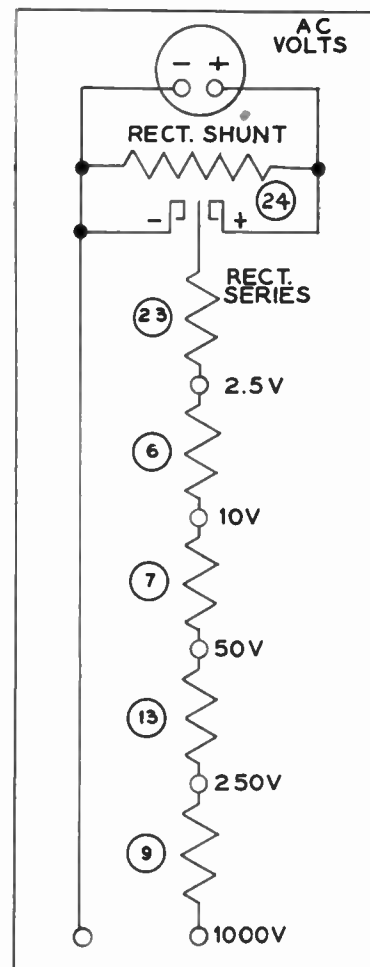 AC
VOLTS
- +
RECT. SHUNT
24
- +
RECT.
SERIES
23
2.5V
6
10V
7
50V
13
250V
9
1000V